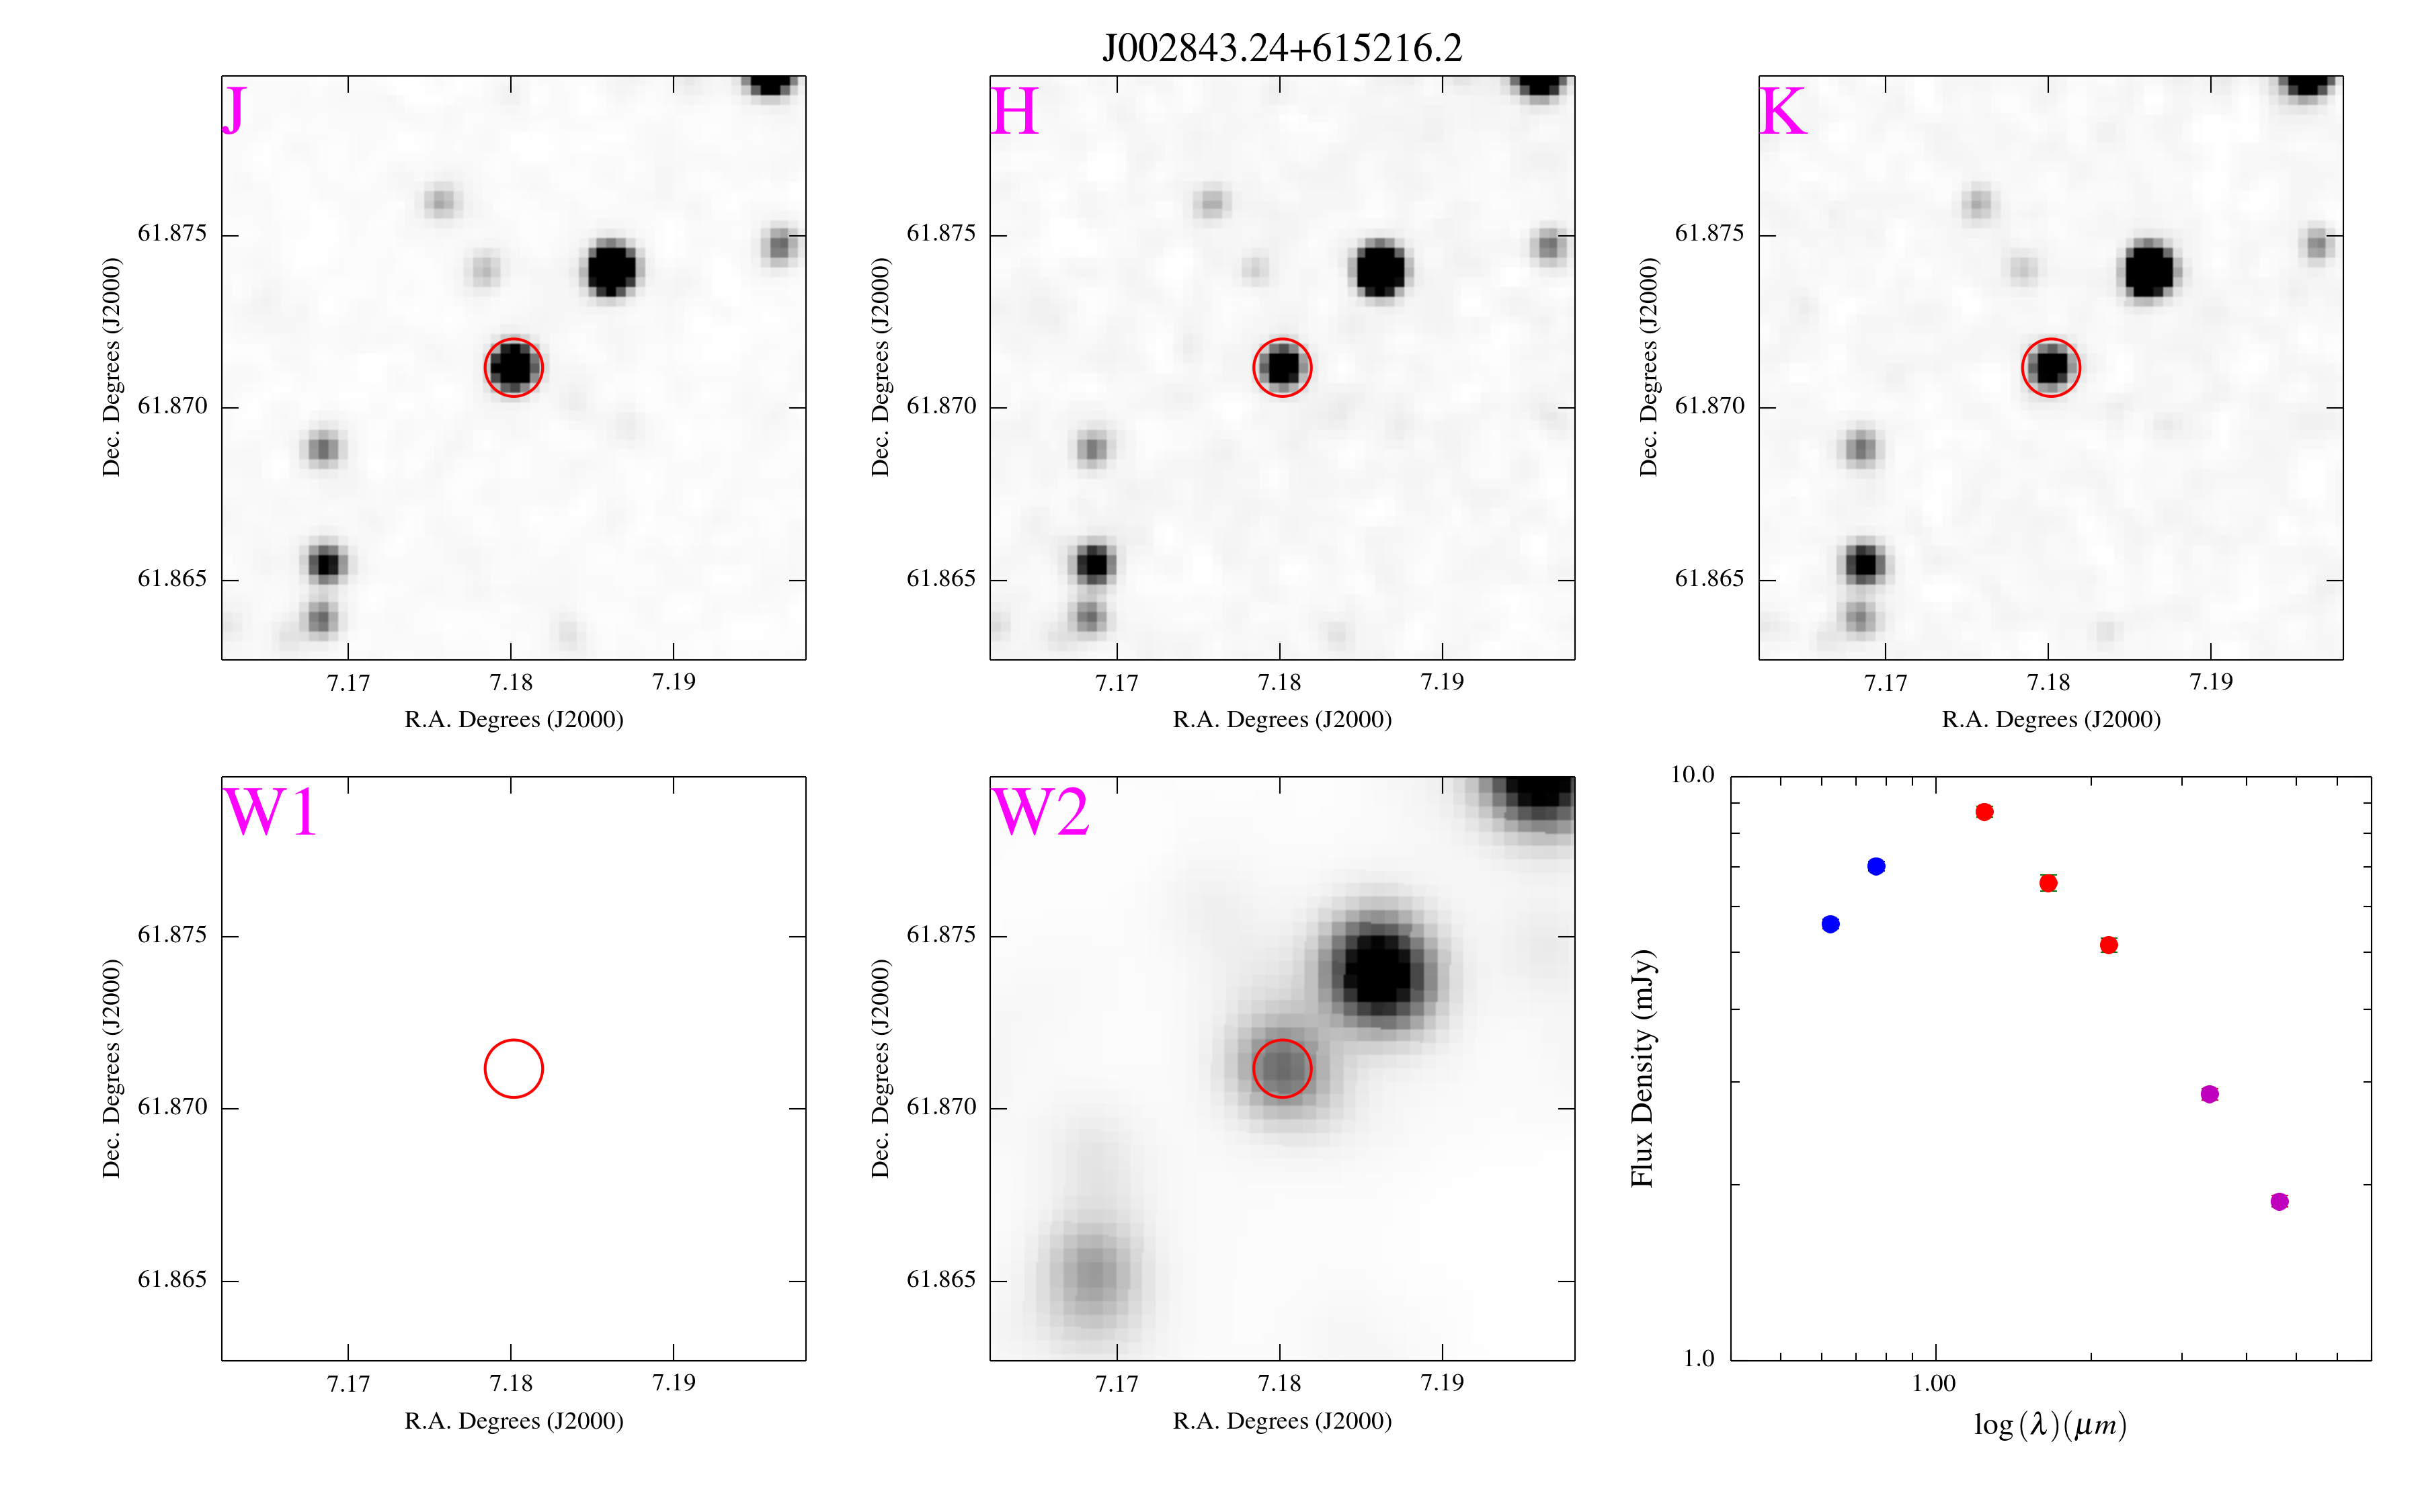 J002843.24+615216.2
J
61.875
61.870
61.865
Dec. Degrees (J2000)
7.17 7.18 7.19
R.A. Degrees (J2000)
H
61.875
61.870
61.865
Dec. Degrees (J2000)
7.17 7.18 7.19
R.A. Degrees (J2000)
K
61.875
61.870
61.865
Dec. Degrees (J2000)
7.17 7.18 7.19
R.A. Degrees (J2000)
W1
61.875
61.870
61.865
Dec. Degrees (J2000)
7.17 7.18 7.19
R.A. Degrees (J2000)
W2
61.875
61.870
61.865
Dec. Degrees (J2000)
7.17 7.18 7.19
R.A. Degrees (J2000)
10.0
1.0
Flux Density (mJy)
1.00
log(λ)(μm)